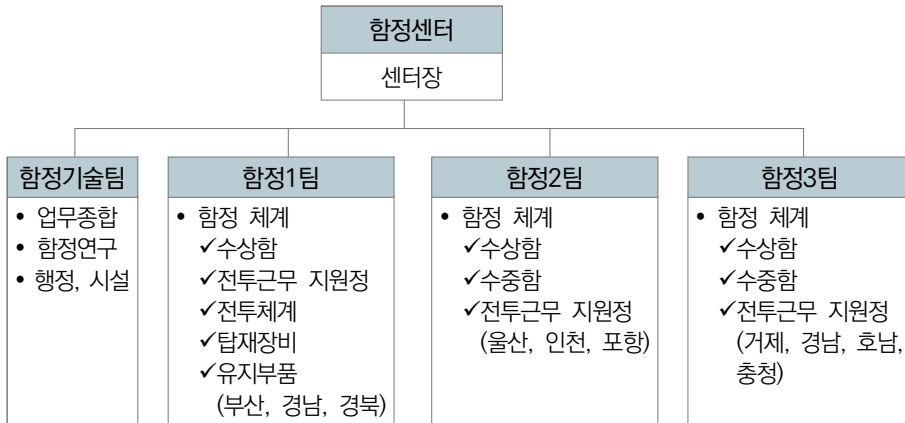 함정센터
센터장
함정기술팀
• 업무종합
• 함정연구
• 행정, 시설
함정1팀
• 함정 체계
✓수상함
✓전투근무 지원정
✓전투체계
✓탑재장비
✓유지부품
(부산, 경남, 경북)
함정2팀
• 함정 체계
✓수상함
✓수중함
✓전투근무 지원정
(울산, 인천, 포항)
함정3팀
• 함정 체계
✓수상함
✓수중함
✓전투근무 지원정
(거제, 경남, 호남,
충청)